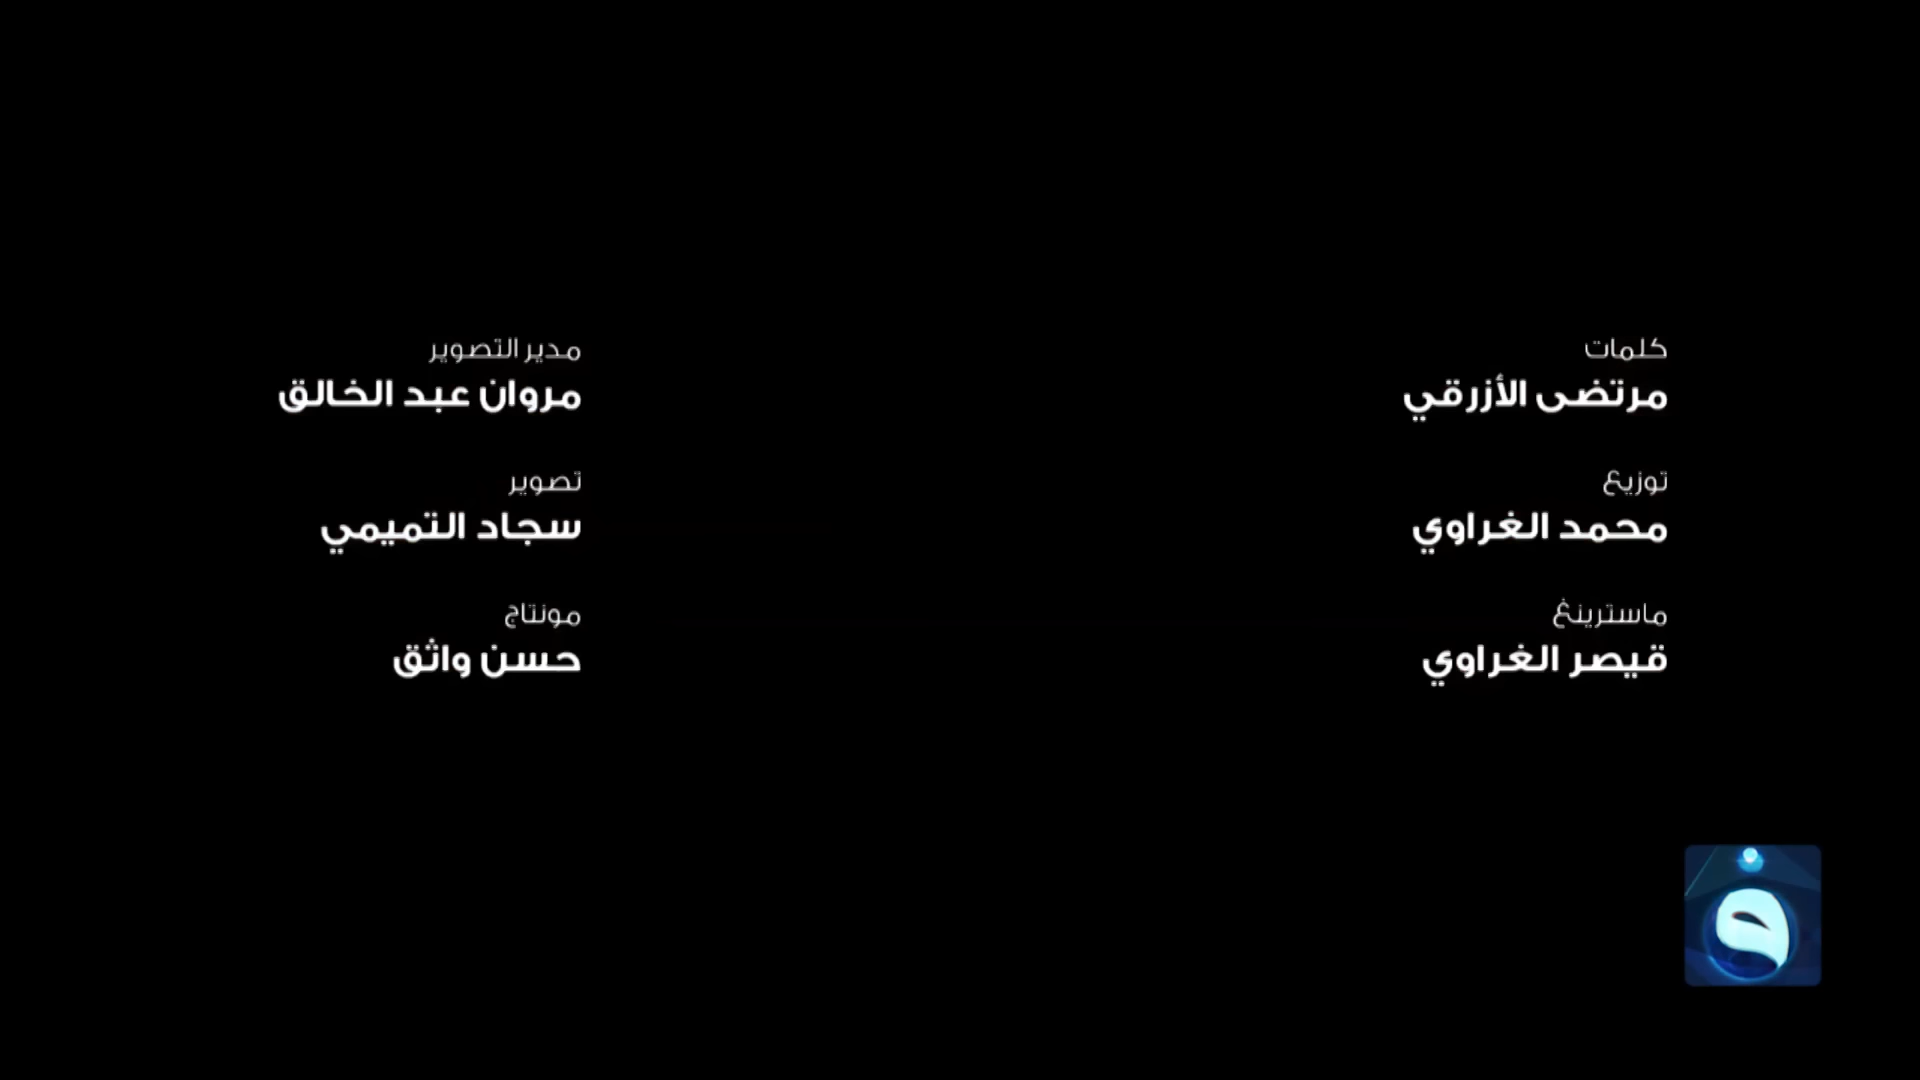 كلمات
مرتضى الأزرقي
توزيع
محمد الغراوي
ماسترينغ
قيصر الغراوي
مدير التصوير
مروان عبد الخالق
تصوير
سجاد التميمي
مونتاج
حسن واثق